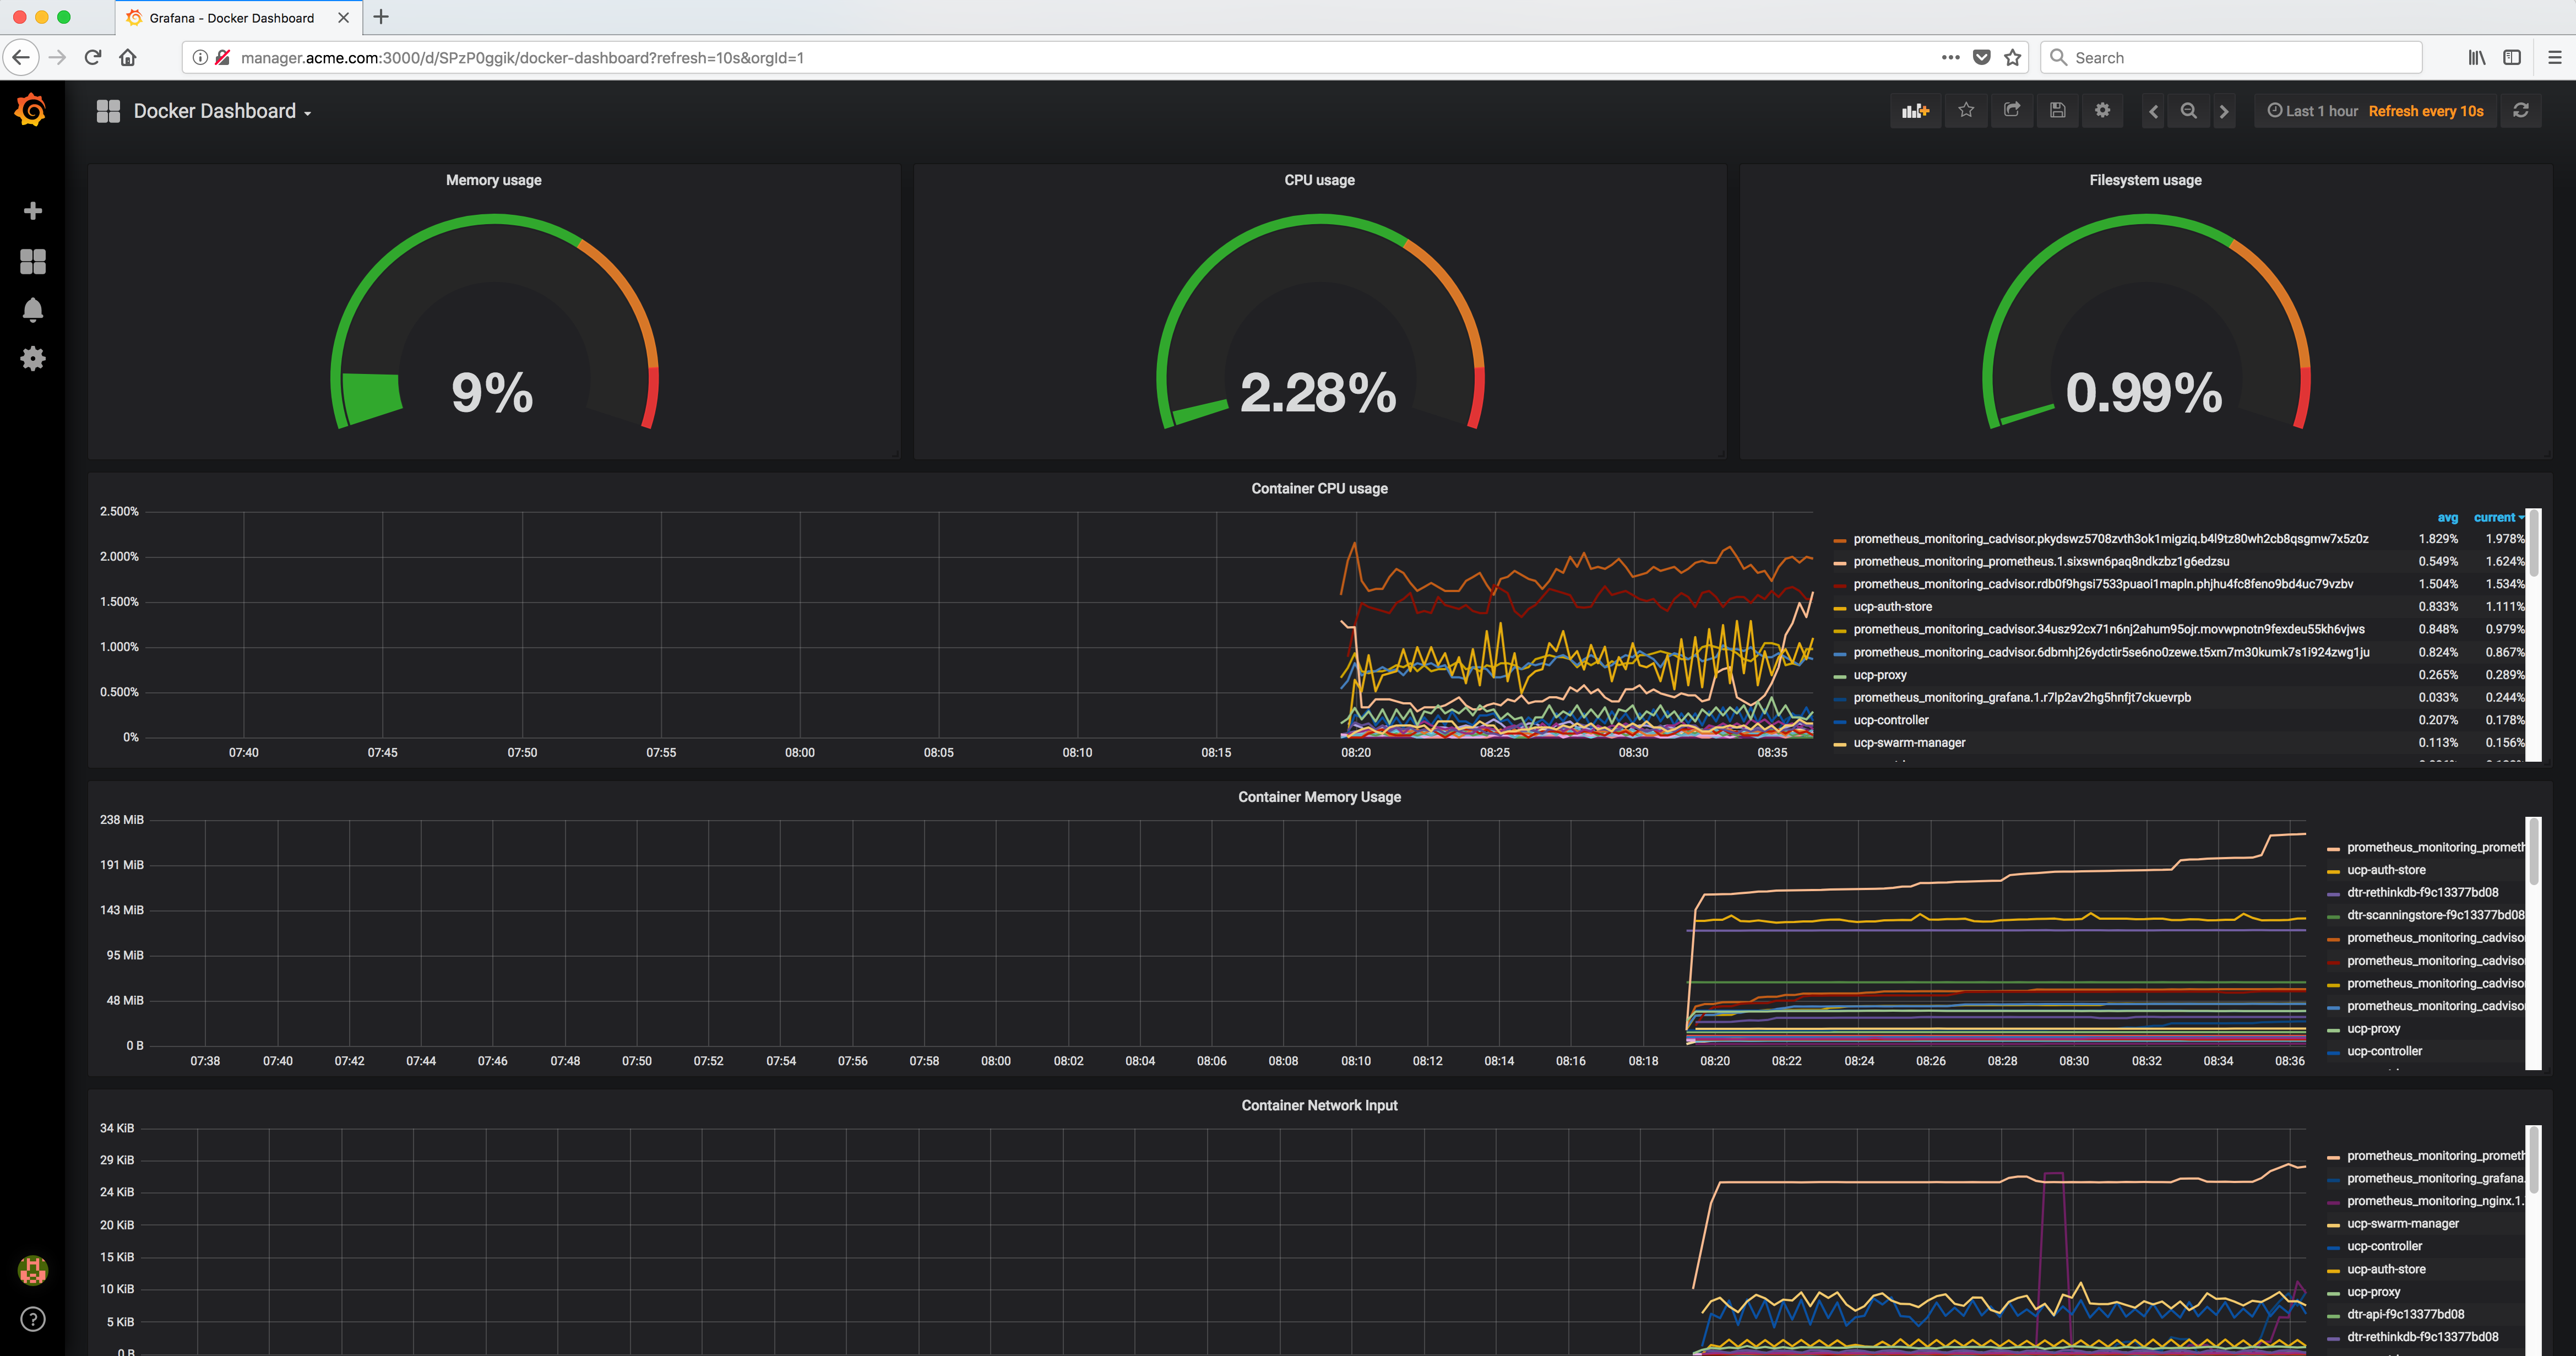 Grafana - Docker Dashboard
manager.acme.com:3000/d/SPzP0ggik/docker-dashboard?refresh=10s&orgId=1
Search
Docker Dashboard
Last 1 hour Refresh every 10s
Memory usage
9%
CPU usage
2.28%
Filesystem usage
0.99%
Container CPU usage
2.500%
2.000%
1.500%
1.000%
0.500%
0%
07:40 07:45 07:50 07:55 08:00 08:05 08:10 08:15 08:20 08:25 08:30 08:35
avg current
prometheus_monitoring_cadvisor.pkydswz5708zvth3ok1migziq.b4l9tz80wh2cb8qsgmw7x5z0z 1.829% 1.978%
prometheus_monitoring_prometheus.1.sixswn6paq8ndkzbz1g6edzsu 0.549% 1.624%
prometheus_monitoring_cadvisor.rdb0f9hgsi7533puaoi1mapln.phjhu4fc8feno9bd4uc79vzbv 1.504% 1.534%
ucp-auth-store 0.833% 1.111%
prometheus_monitoring_cadvisor.34usz92cx71n6nj2ahum95ojr.movwpnotn9fexdeu55kh6vjws 0.848% 0.979%
prometheus_monitoring_cadvisor.6dbmhj26ydctir5se6no0zewe.t5xm7m30kumk7s1i924zwg1ju 0.824% 0.867%
ucp-proxy 0.265% 0.289%
prometheus_monitoring_grafana.1.r7lp2av2hg5hnfjt7ckuevrpb 0.033% 0.244%
ucp-controller 0.207% 0.178%
ucp-swarm-manager 0.113% 0.156%
Container Memory Usage
238 MiB
191 MiB
143 MiB
95 MiB
48 MiB
0 B
07:38 07:40 07:42 07:44 07:46 07:48 07:50 07:52 07:54 07:56 07:58 08:00 08:02 08:04 08:06 08:08 08:10 08:12 08:14 08:16 08:18 08:20 08:22 08:24 08:26 08:28 08:30 08:32 08:34 08:36
prometheus_monitoring_prometh
ucp-auth-store
dtr-rethinkdb-f9c13377bd08
dtr-scanningstore-f9c13377bd08
prometheus_monitoring_cadviso
prometheus_monitoring_cadviso
prometheus_monitoring_cadviso
prometheus_monitoring_cadviso
ucp-proxy
ucp-controller
Container Network Input
34 KiB
29 KiB
24 KiB
20 KiB
15 KiB
10 KiB
5 KiB
0 B
prometheus_monitoring_prometh
prometheus_monitoring_grafana.
prometheus_monitoring_nginx.1.
ucp-swarm-manager
ucp-controller
ucp-auth-store
ucp-proxy
dtr-api-f9c13377bd08
dtr-rethinkdb-f9c13377bd08